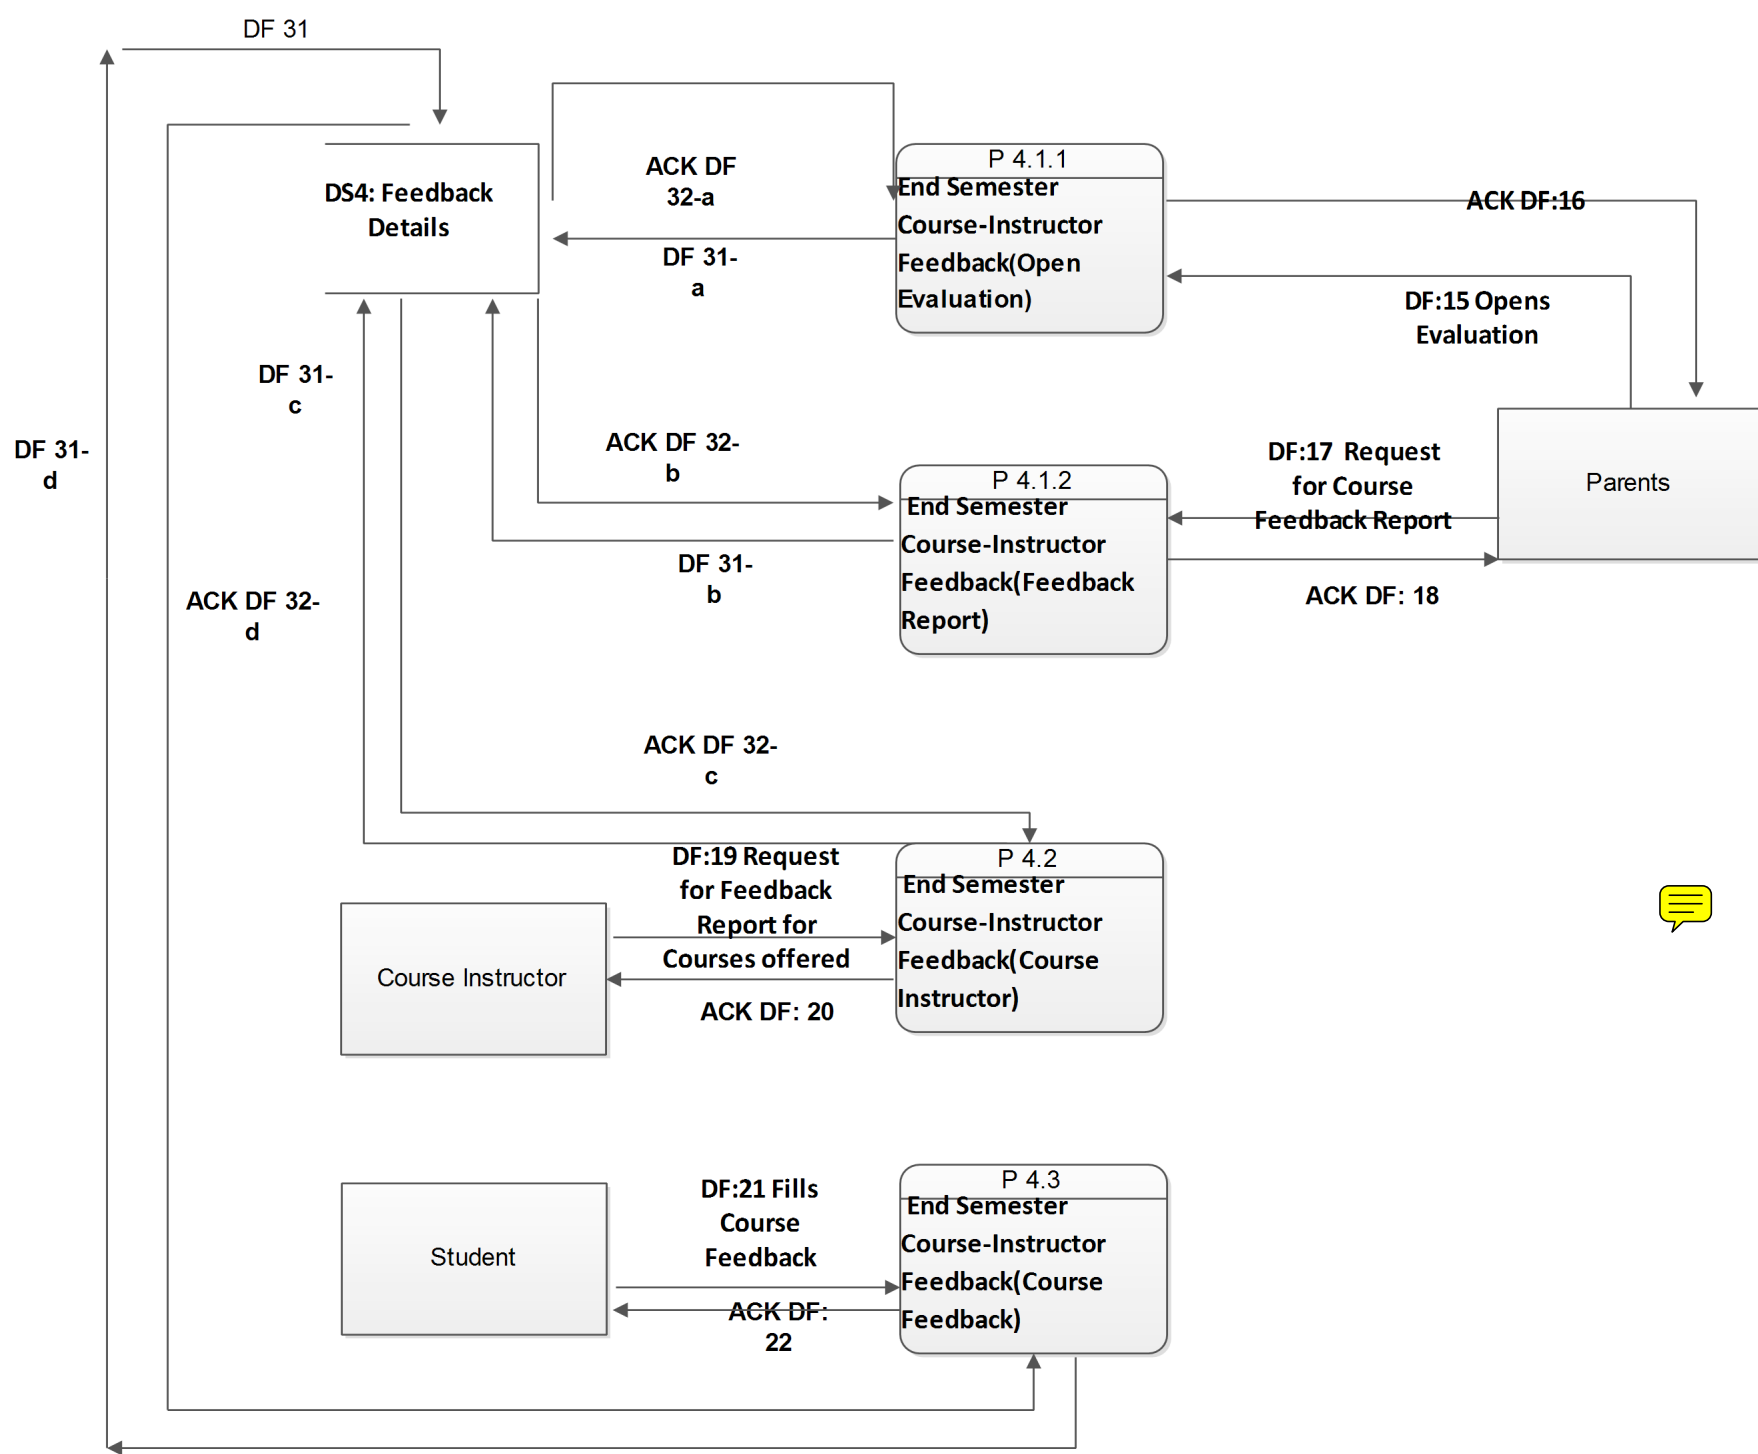 DF 31
ACK DF
32-a
DS4: Feedback
Details
DF 31-
a
P 4.1.1
End Semester
Course-Instructor
Feedback(Open
Evaluation)
ACK DF:16
DF:15 Opens
Evaluation
DF 31-
c
DF 31-
d
ACK DF 32-
b
DF 31-
b
P 4.1.2
End Semester
Course-Instructor
Feedback(Feedback
Report)
DF:17 Request
for Course
Feedback Report
ACK DF: 18
Parents
ACK DF 32-
d
ACK DF 32-
c
DF:19 Request
for Feedback
Report for
Courses offered
ACK DF: 20
Course Instructor
P 4.2
End Semester
Course-Instructor
Feedback(Course
Instructor)
Student
DF:21 Fills
Course
Feedback
ACK DF:
22
P 4.3
End Semester
Course-Instructor
Feedback(Course
Feedback)